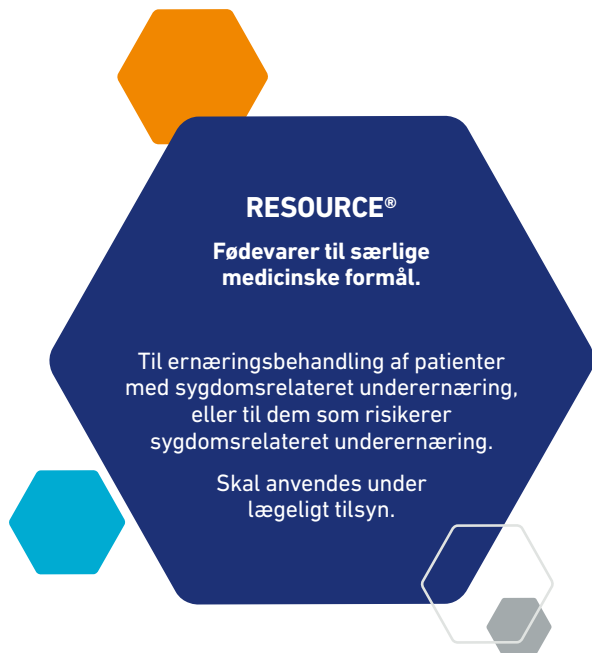 RESOURCE®
Fødevarer til særlige
medicinske formål.
Til ernæringsbehandling af patienter
med sygdomsrelateret underernæring,
eller til dem som risikerer
sygdomsrelateret underernæring.
Skal anvendes under
lægeligt tilsyn.